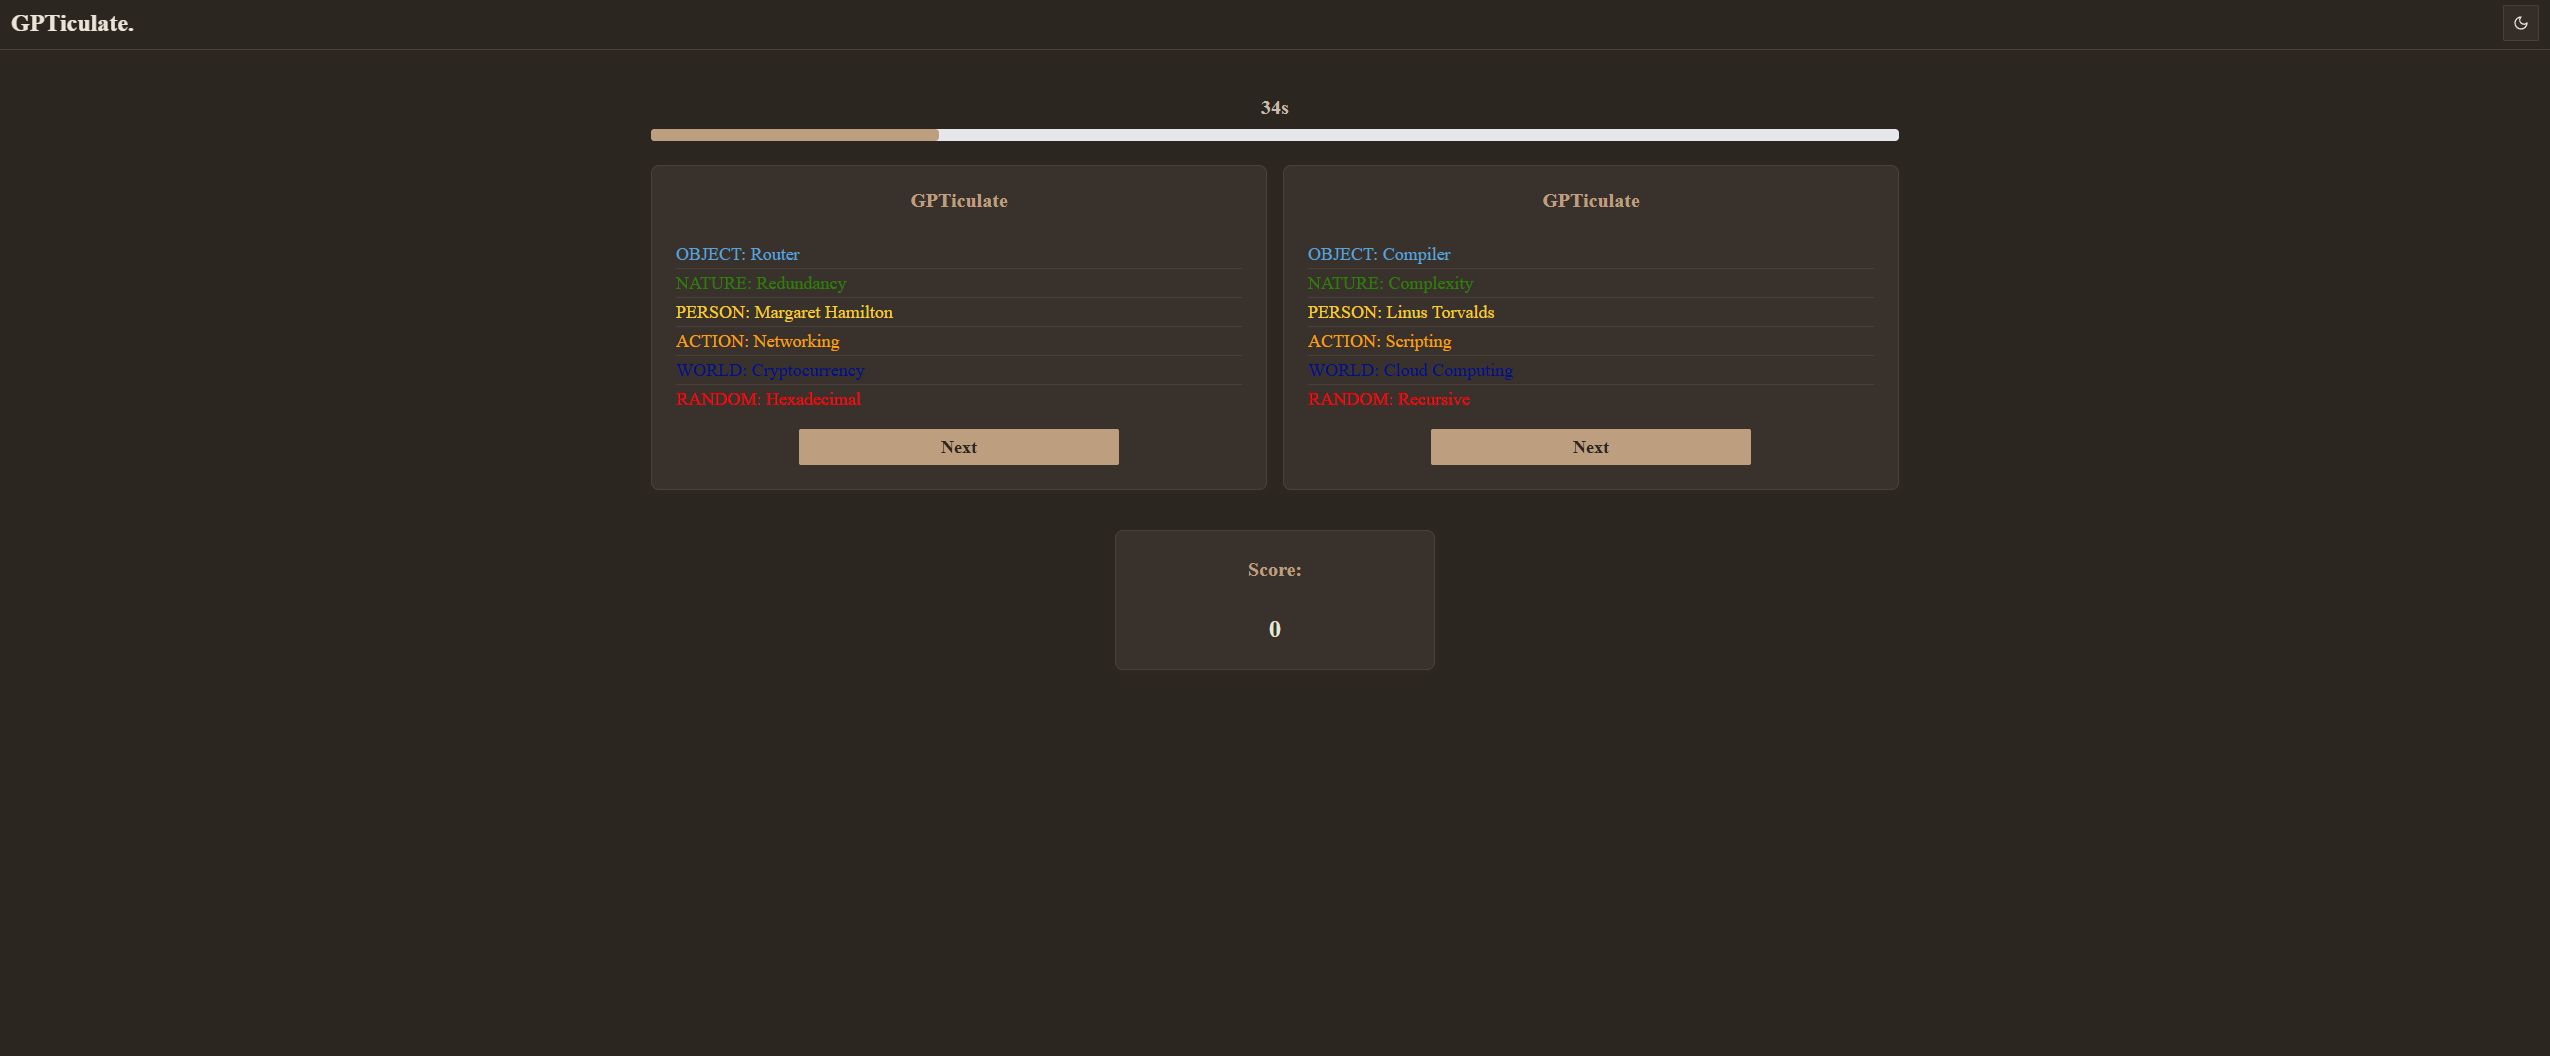 GPTiculate.
34s
GPTiculate
OBJECT: Router
NATURE: Redundancy
PERSON: Margaret Hamilton
ACTION: Networking
WORLD: Cryptocurrency
RANDOM: Hexadecimal
Next
GPTiculate
OBJECT: Compiler
NATURE: Complexity
PERSON: Linus Torvalds
ACTION: Scripting
WORLD: Cloud Computing
RANDOM: Recursive
Next
Score:
0